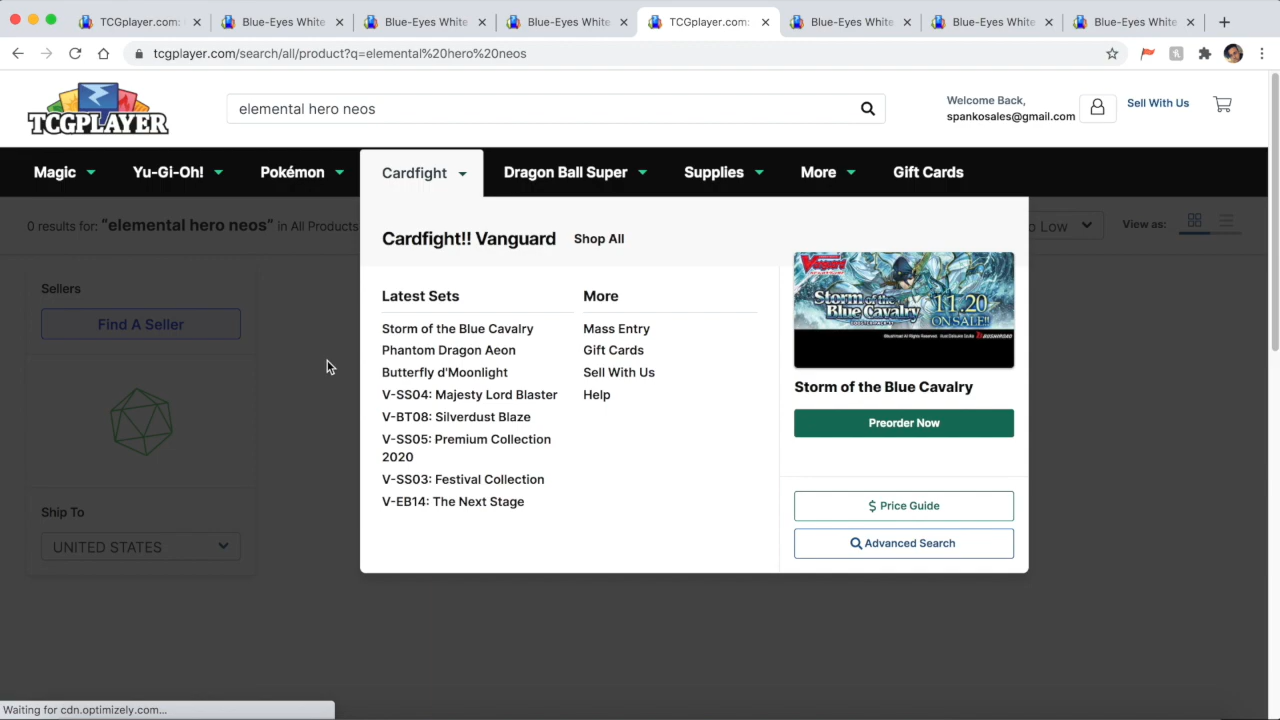 TCGplayer.com:
Blue-Eyes White
Blue-Eyes White
Blue-Eyes White
TCGplayer.com:
Blue-Eyes White
Blue-Eyes White
Blue-Eyes White
tcgplayer.com/search/all/product?q=elemental%20hero%20neos
TCGPLAYER
elemental hero neos
Welcome Back,
spankosales@gmail.com
Sell With Us
Magic
Yu-Gi-Oh!
Pokémon
Cardfight
Dragon Ball Super
Supplies
More
Gift Cards
0 results for: "elemental hero neos" in All Products
o Low
View as:
Sellers
Find A Seller
Ship To
UNITED STATES
Cardfight!! Vanguard
Shop All
Latest Sets
Storm of the Blue Cavalry
Phantom Dragon Aeon
Butterfly d'Moonlight
V-SS04: Majesty Lord Blaster
V-BT08: Silverdust Blaze
V-SS05: Premium Collection
2020
V-SS03: Festival Collection
V-EB14: The Next Stage
More
Mass Entry
Gift Cards
Sell With Us
Help
Vanguard
Storm of the
Blue Cavalry
11.20
ON SALE!!
Storm of the Blue Cavalry
Preorder Now
$ Price Guide
Advanced Search
Waiting for cdn.optimizely.com...